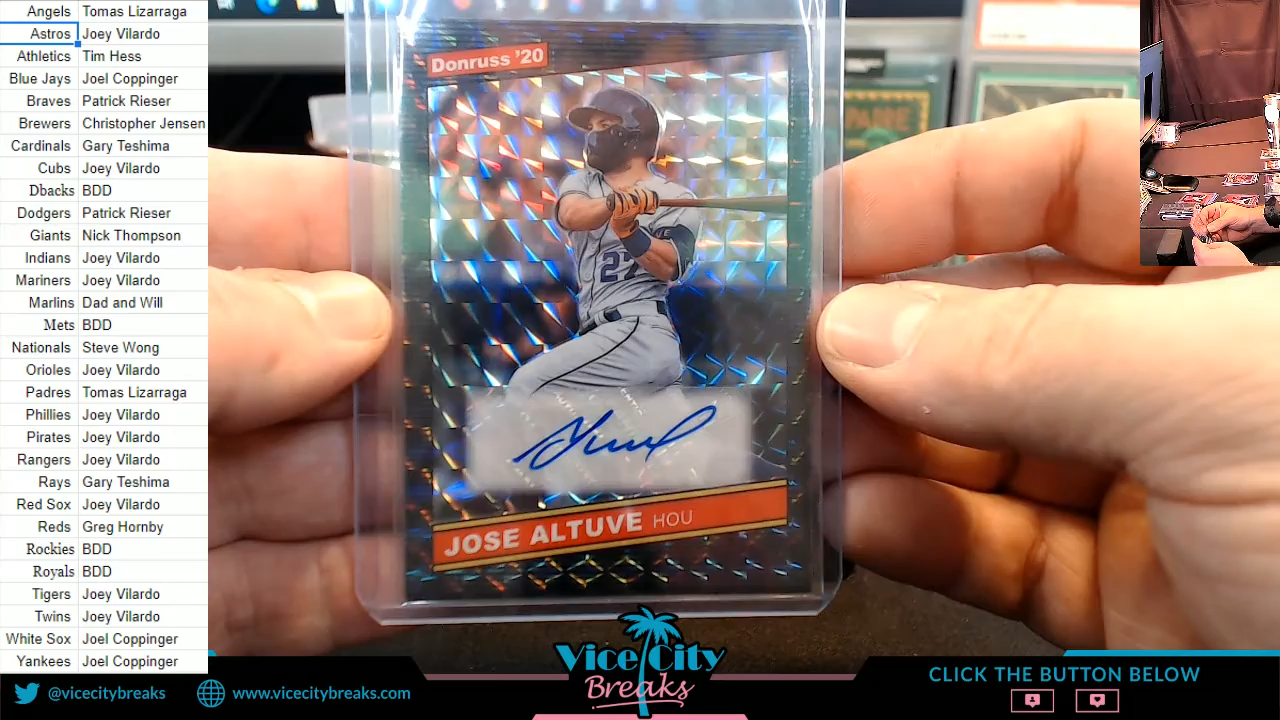 Angels Tomas Lizarraga
Astros Joey Vilardo
Athletics Tim Hess
Blue Jays Joel Coppinger
Braves Patrick Rieser
Brewers Christopher Jensen
Cardinals Gary Teshima
Cubs Joey Vilardo
Dbacks BDD
Dodgers Patrick Rieser
Giants Nick Thompson
Indians Joey Vilardo
Mariners Joey Vilardo
Marlins Dad and Will
Mets BDD
Nationals Steve Wong
Orioles Joey Vilardo
Padres Tomas Lizarraga
Phillies Joey Vilardo
Pirates Joey Vilardo
Rangers Joey Vilardo
Rays Gary Teshima
Red Sox Joey Vilardo
Reds Greg Hornby
Rockies BDD
Royals BDD
Tigers Joey Vilardo
Twins Joey Vilardo
White Sox Joel Coppinger
Yankees Joel Coppinger
Donruss '20
27
JOSE ALTUVE HOU
Vice City
Breaks
@vicecitybreaks
www.vicecitybreaks.com
CLICK THE BUTTON BELOW